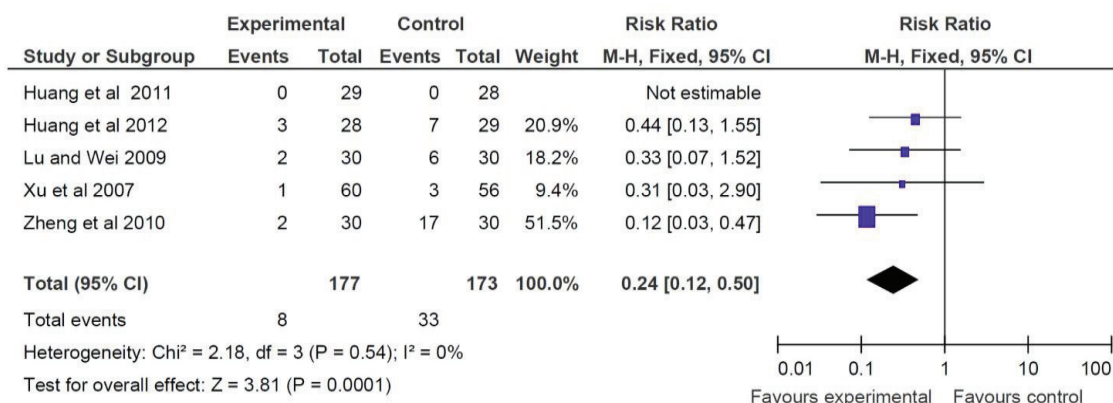 Experimental Control Risk Ratio Risk Ratio
Study or Subgroup Events Total Events Total Weight M-H, Fixed, 95% CI M-H, Fixed, 95% CI
Huang et al 2011 0 29 0 28 Not estimable
Huang et al 2012 3 28 7 29 20.9% 0.44 [0.13, 1.55]
Lu and Wei 2009 2 30 6 30 18.2% 0.33 [0.07, 1.52]
Xu et al 2007 1 60 3 56 9.4% 0.31 [0.03, 2.90]
Zheng et al 2010 2 30 17 30 51.5% 0.12 [0.03, 0.47]
Total (95% CI) 177 173 100.0% 0.24 [0.12, 0.50]
Total events 8 33
Heterogeneity: Chi² = 2.18, df = 3 (P = 0.54); I² = 0%
Test for overall effect: Z = 3.81 (P = 0.0001)
0.01 0.1 1 10 100
Favours experimental Favours control